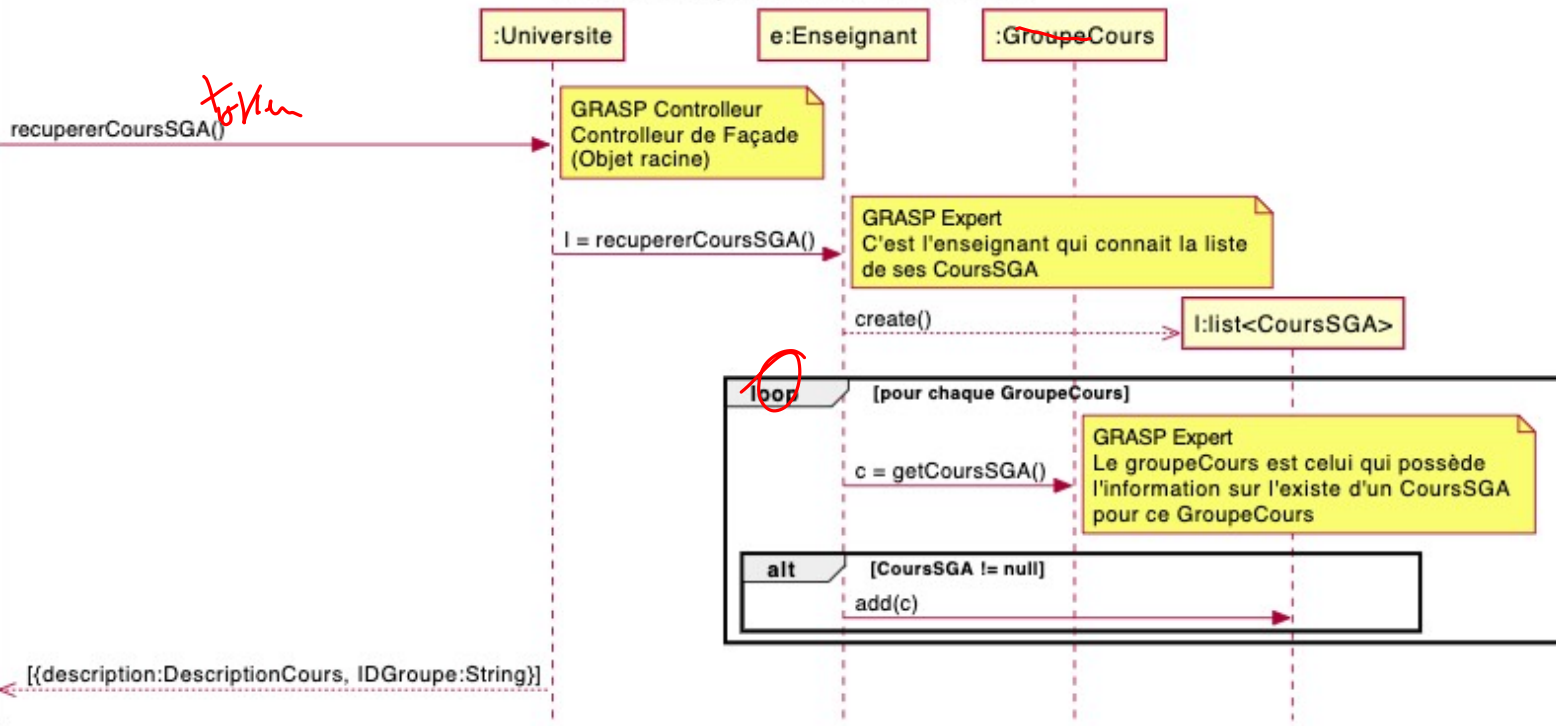 :Universite
e:Enseignant
:GroupeCours
token
recupererCoursSGA()
GRASP Controlleur
Controlleur de Façade
(Objet racine)
l = recupererCoursSGA()
GRASP Expert
C'est l'enseignant qui connait la liste
de ses CoursSGA
create()
l:list<CoursSGA>
loop
[pour chaque GroupeCours]
c = getCoursSGA()
GRASP Expert
Le groupeCours est celui qui possède
l'information sur l'existe d'un CoursSGA
pour ce GroupeCours
alt
[CoursSGA != null]
add(c)
[{description:DescriptionCours, IDGroupe:String}]